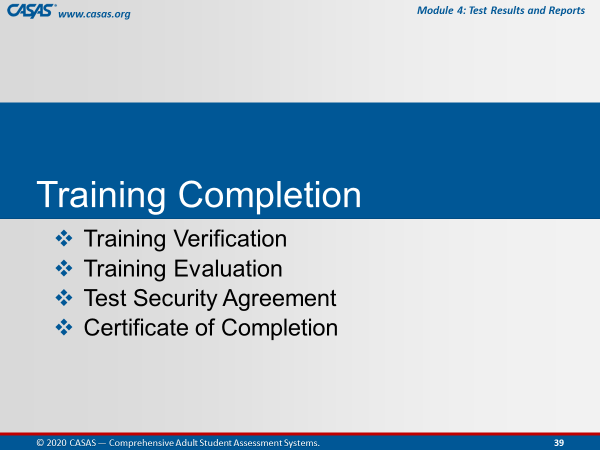 CASAS® www.casas.org
Module 4: Test Results and Reports
Training Completion
❖ Training Verification
❖ Training Evaluation
❖ Test Security Agreement
❖ Certificate of Completion
© 2020 CASAS — Comprehensive Adult Student Assessment Systems.
39